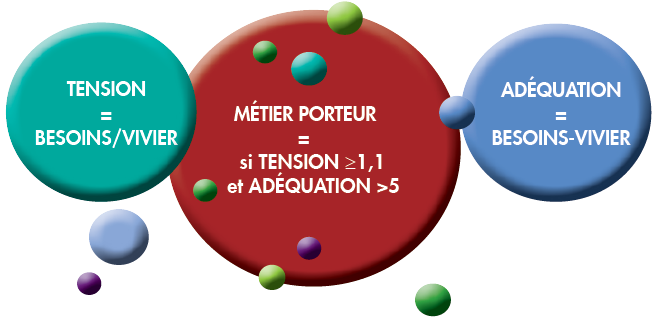 TENSION
=
BESOINS/VIVIER
MÉTIER PORTEUR
=
si TENSION ≥1,1
et ADÉQUATION >5
ADÉQUATION
=
BESOINS-VIVIER